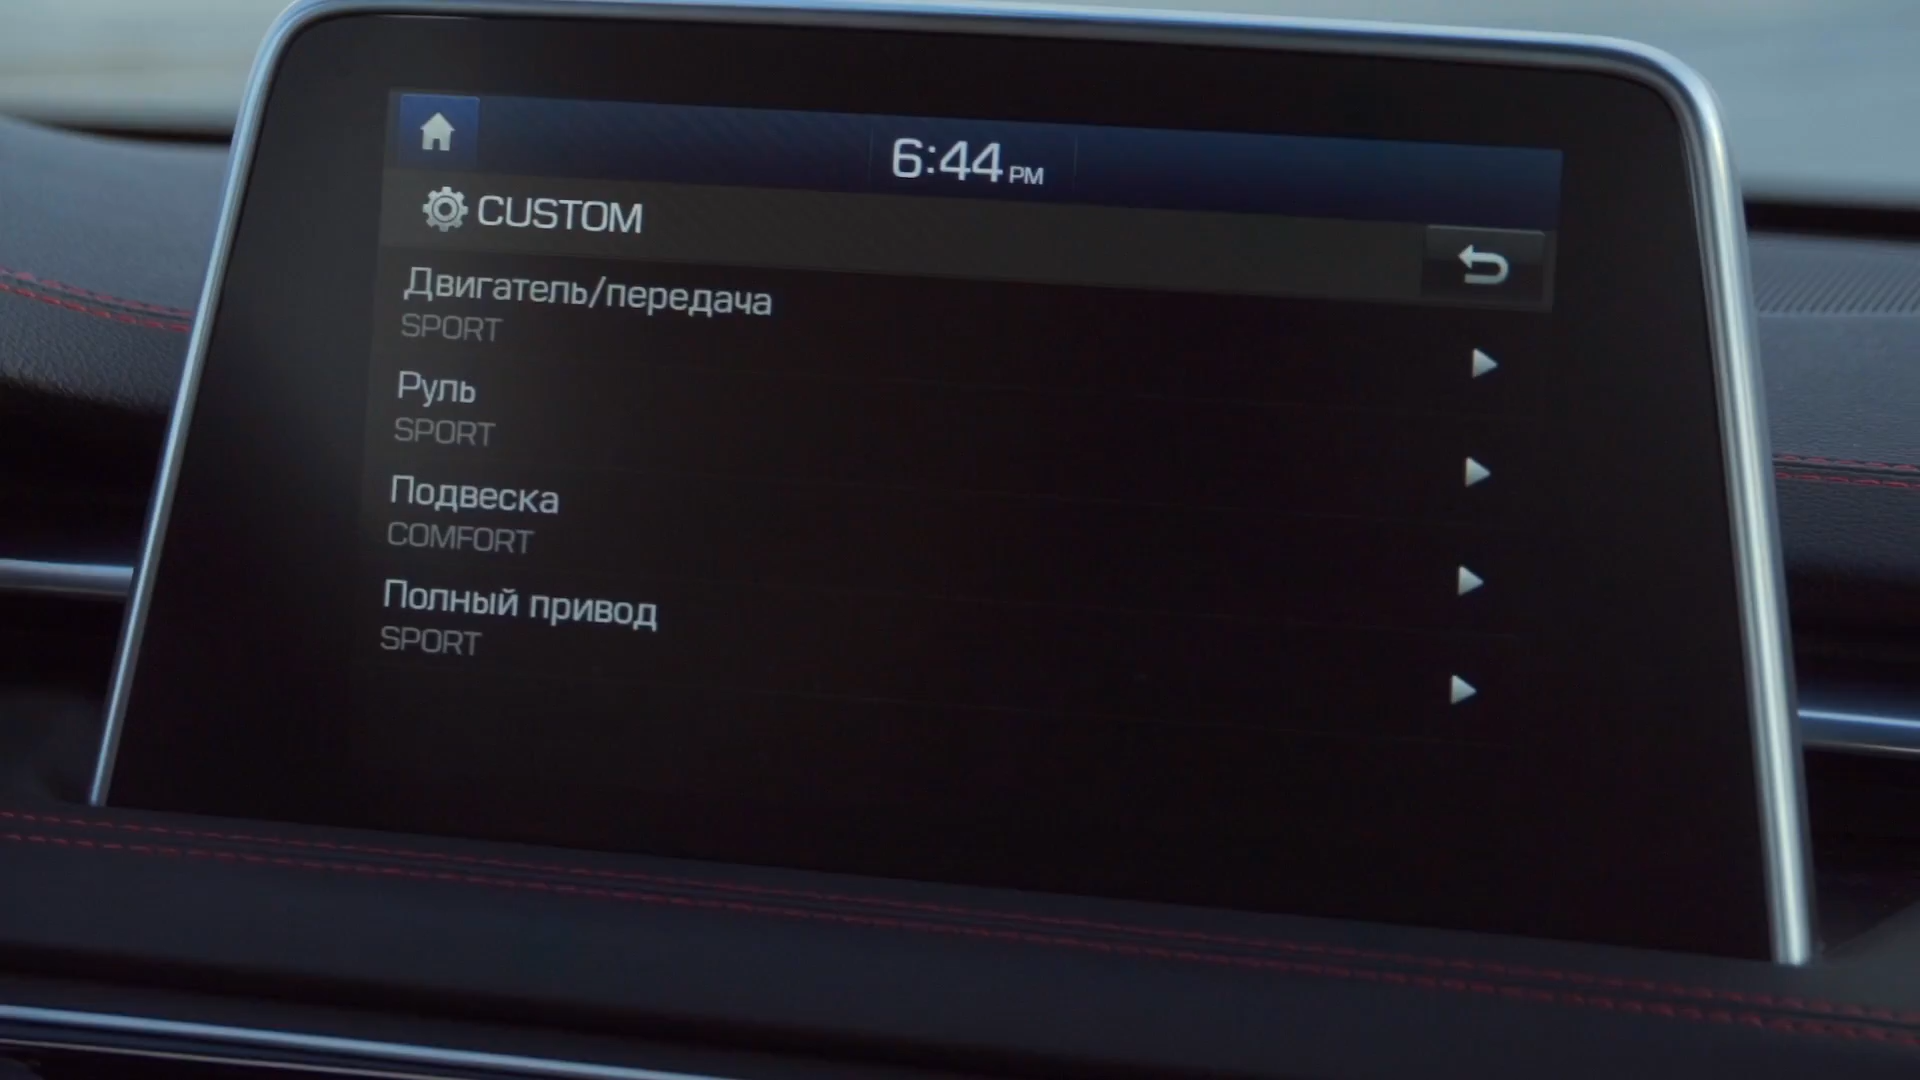 6:44 PM
CUSTOM
Двигатель/передача
SPORT
Руль
SPORT
Подвеска
COMFORT
Полный привод
SPORT